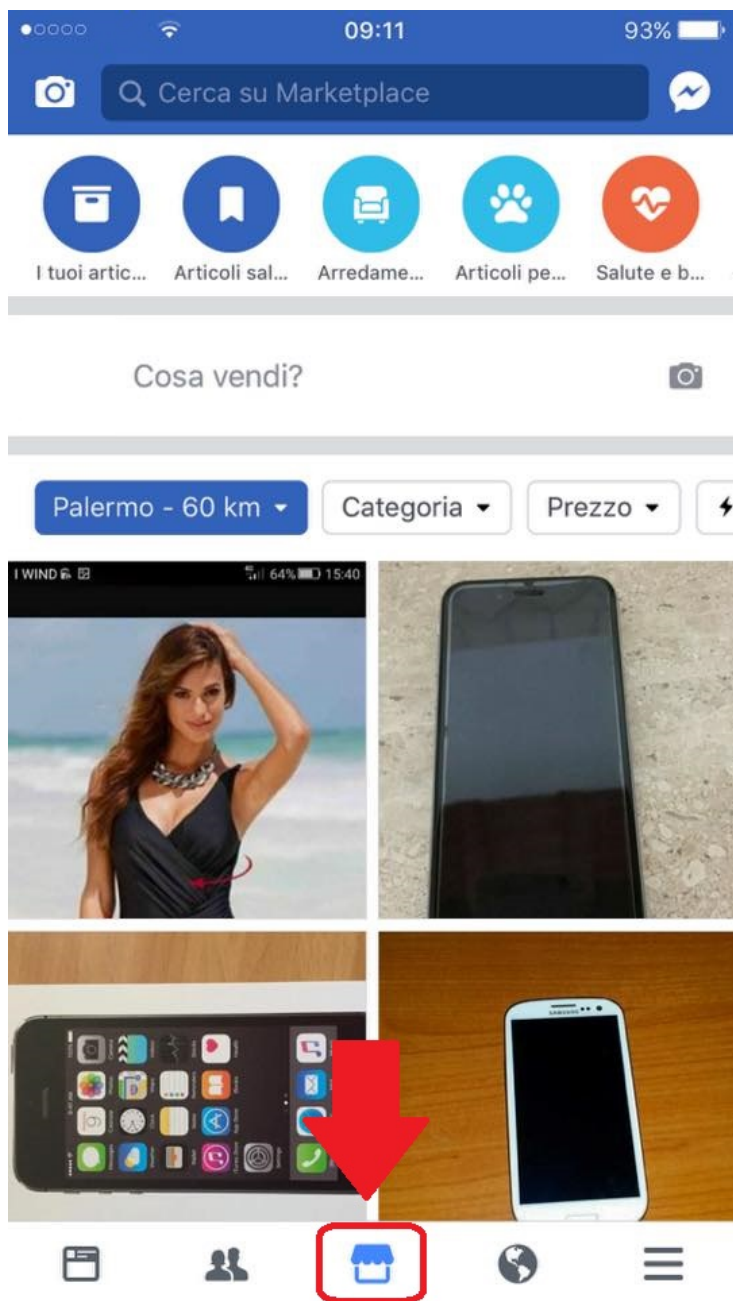 09:11
93%
Cerca su Marketplace
I tuoi artic...
Articoli sal...
Arredame...
Articoli pe...
Salute e b...
Cosa vendi?
Palermo - 60 km
Categoria
Prezzo
I WIND
64% 15:40
SAMSUNG